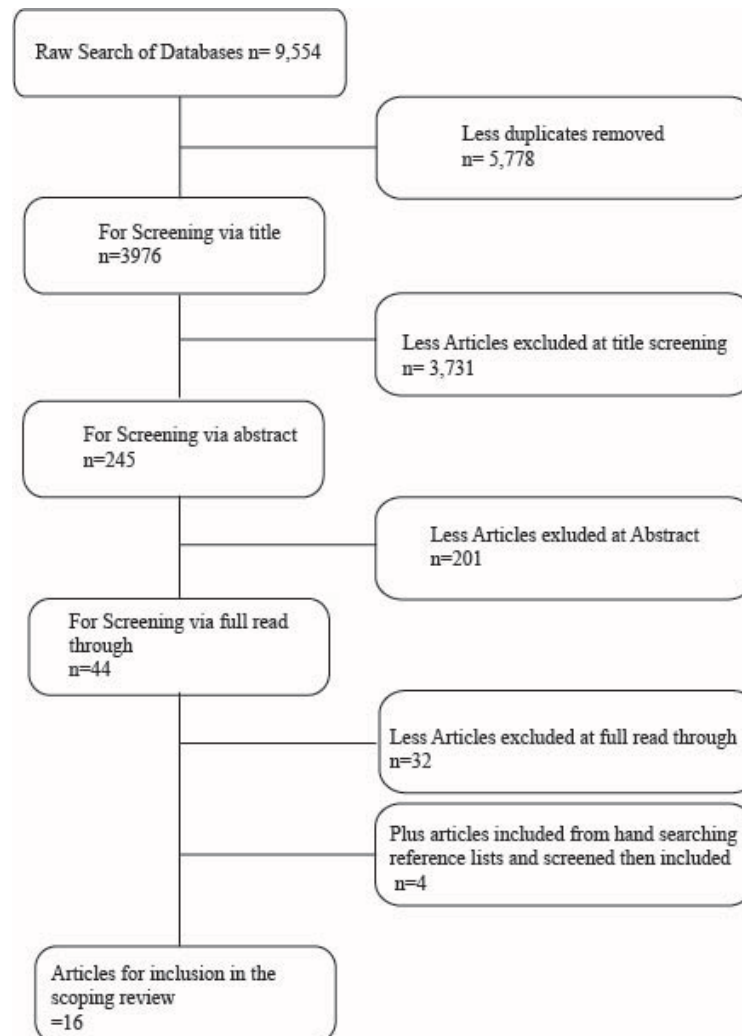 Raw Search of Databases n= 9,554
Less duplicates removed
n= 5,778
For Screening via title
n=3976
Less Articles excluded at title screening
n= 3,731
For Screening via abstract
n=245
Less Articles exluded at Abstract
n=201
For Screening via full read
through
n=44
Less Articles excluded at full read through
n=32
Plus articles included from hand searching
reference lists and screened then included
n=4
Articles for inclusion in the
scoping review
=16